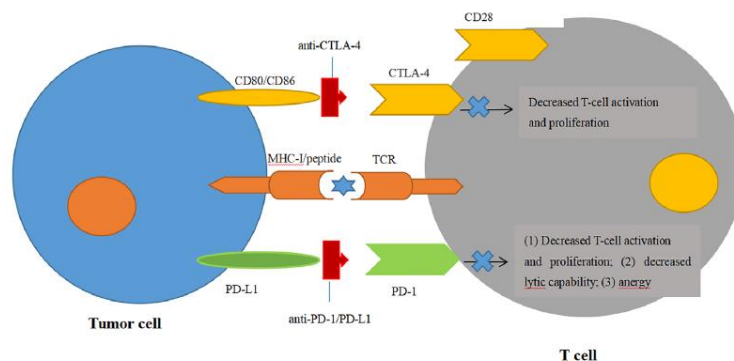 CD28
anti-CTLA-4
CD80/CD86
CTLA-4
Decreased T-cell activation
and proliferation
MHC-I/peptide
TCR
(1) Decreased T-cell activation
and proliferation; (2) decreased
lytic capability; (3) anergy
PD-L1
PD-1
anti-PD-1/PD-L1
Tumor cell
T cell